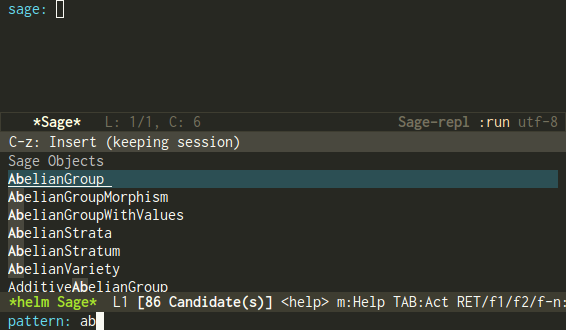 sage:
*Sage* L: 1/1, C: 6 Sage-repl :run utf-8
C-z: Insert (keeping session)
Sage Objects
AbelianGroup
AbelianGroupMorphism
AbelianGroupWithValues
AbelianStrata
AbelianStratum
AbelianVariety
AdditiveAbelianGroup
*helm Sage* L1 [86 Candidate(s)] <help> m:Help TAB:Act RET/f1/f2/f-n:
pattern: ab